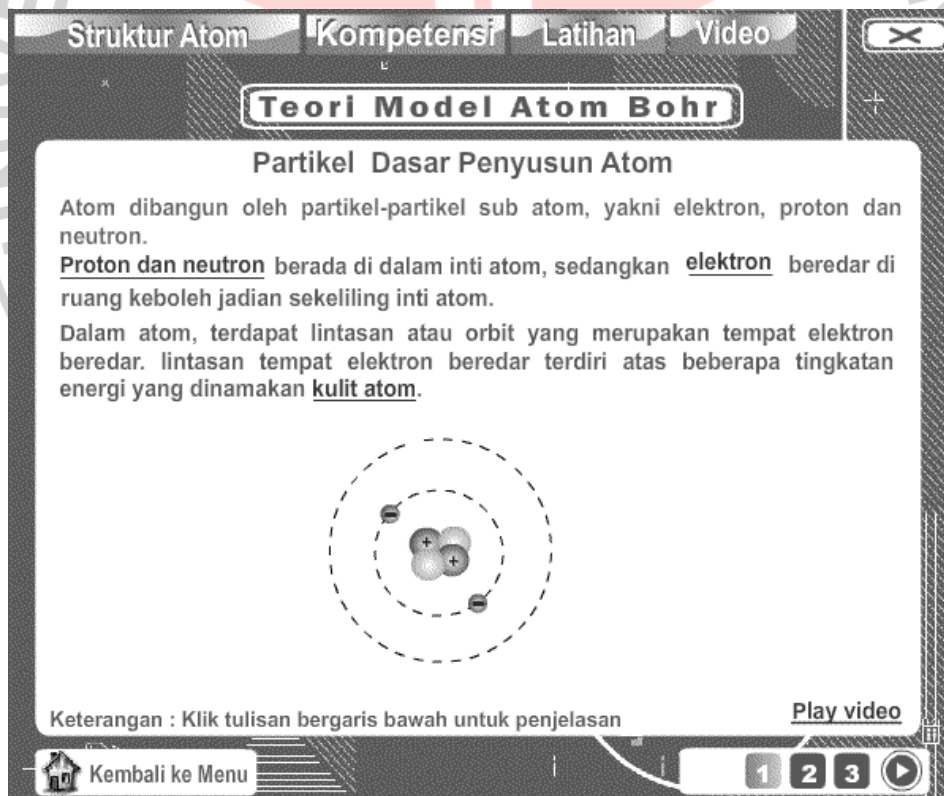 Struktur Atom Kompetensi Latihan Video
Teori Model Atom Bohr
Partikel Dasar Penyusun Atom
Atom dibangun oleh partikel-partikel sub atom, yakni elektron, proton dan
neutron.
Proton dan neutron berada di dalam inti atom, sedangkan elektron beredar di
ruang keboleh jadian sekeliling inti atom.
Dalam atom, terdapat lintasan atau orbit yang merupakan tempat elektron
beredar. lintasan tempat elektron beredar terdiri atas beberapa tingkatan
energi yang dinamakan kulit atom.
+
+
Keterangan : Klik tulisan bergaris bawah untuk penjelasan
Play video
Kembali ke Menu
1 2 3